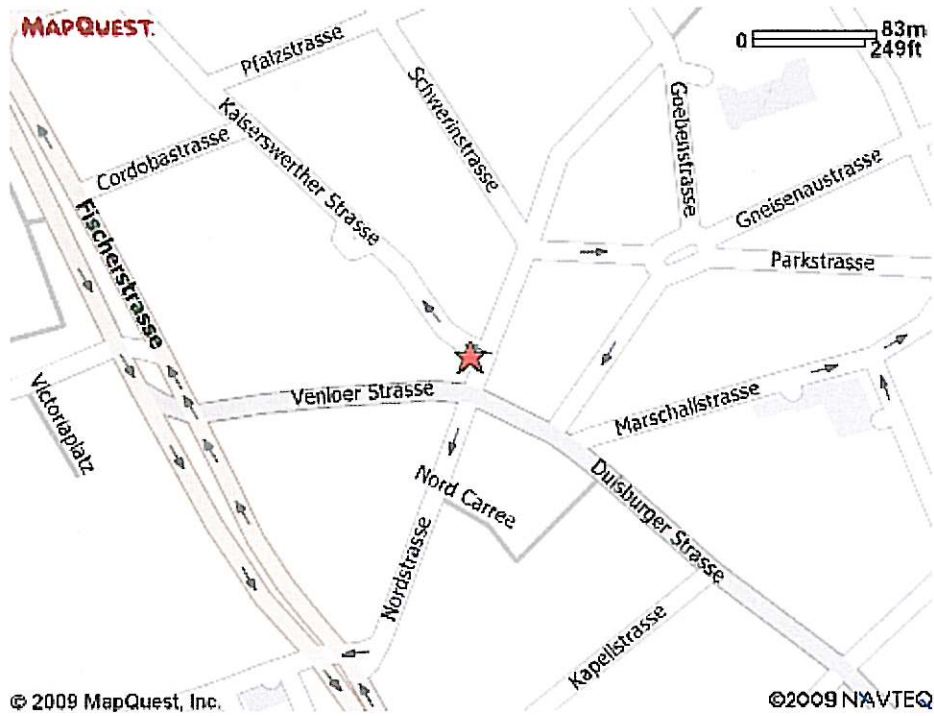 MAPQUEST.
0
83m
249ft
Pfalzstrasse
Schwerinstrasse
Goebenstrasse
Kaiserswerther Strasse
Cordobastrasse
Gneisenaustrasse
Fischerstrasse
Parkstrasse
Victoriaplatz
Venloer Strasse
Marschallstrasse
Nord Carree
Duisburger Strasse
Nordstrasse
Kapellstrasse
© 2009 MapQuest, Inc.
©2009 NAVTEQ